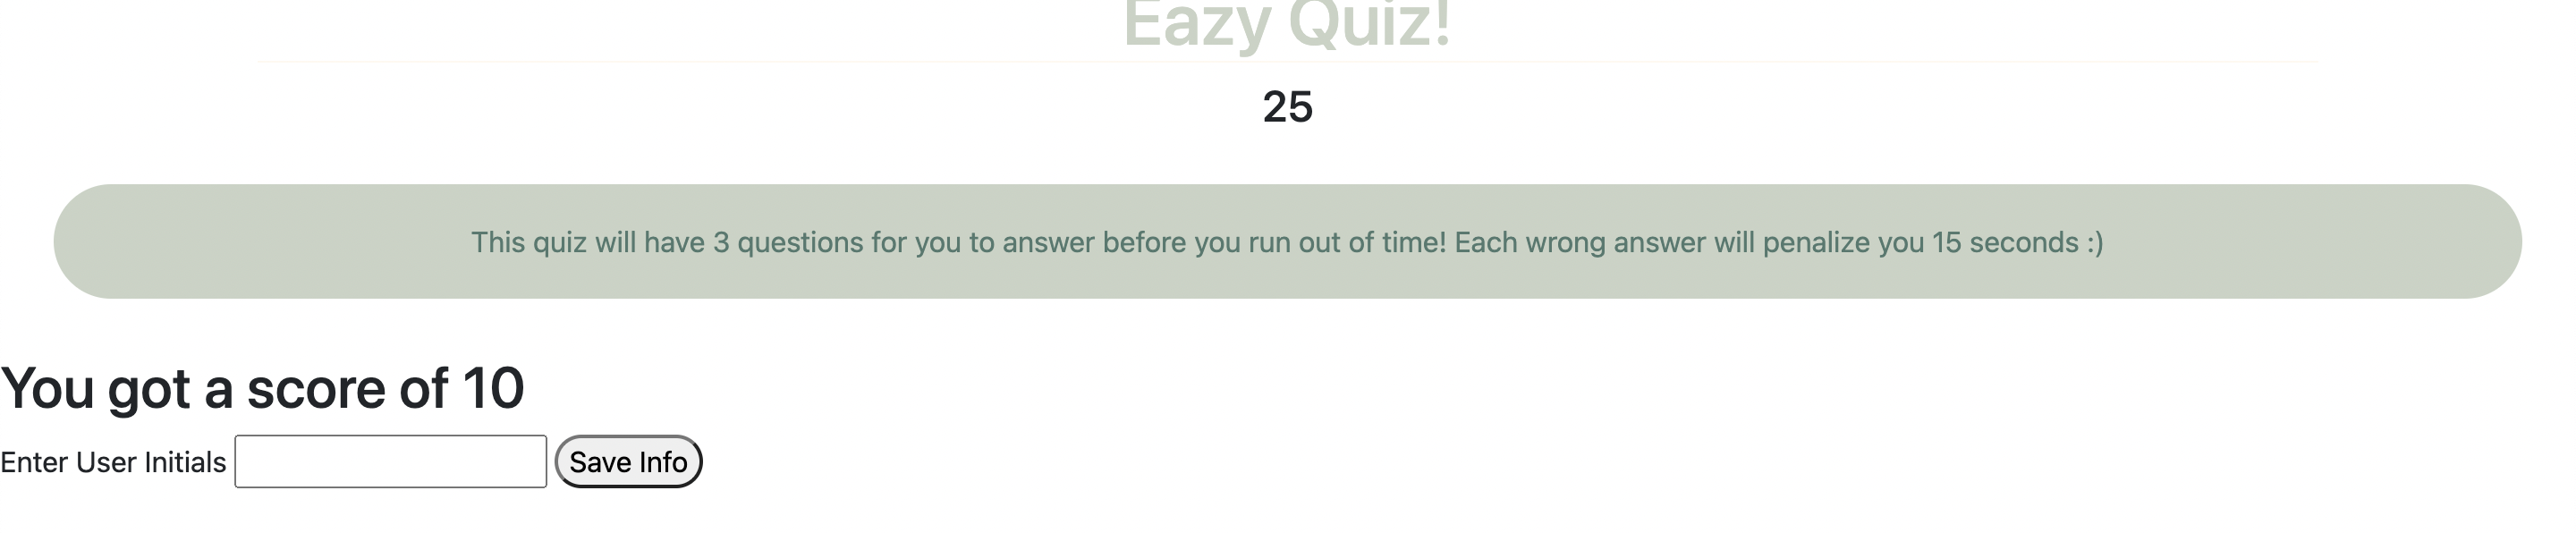 Eazy Quiz!
25
This quiz will have 3 questions for you to answer before you run out of time! Each wrong answer will penalize you 15 seconds :)
You got a score of 10
Enter User Initials Save Info